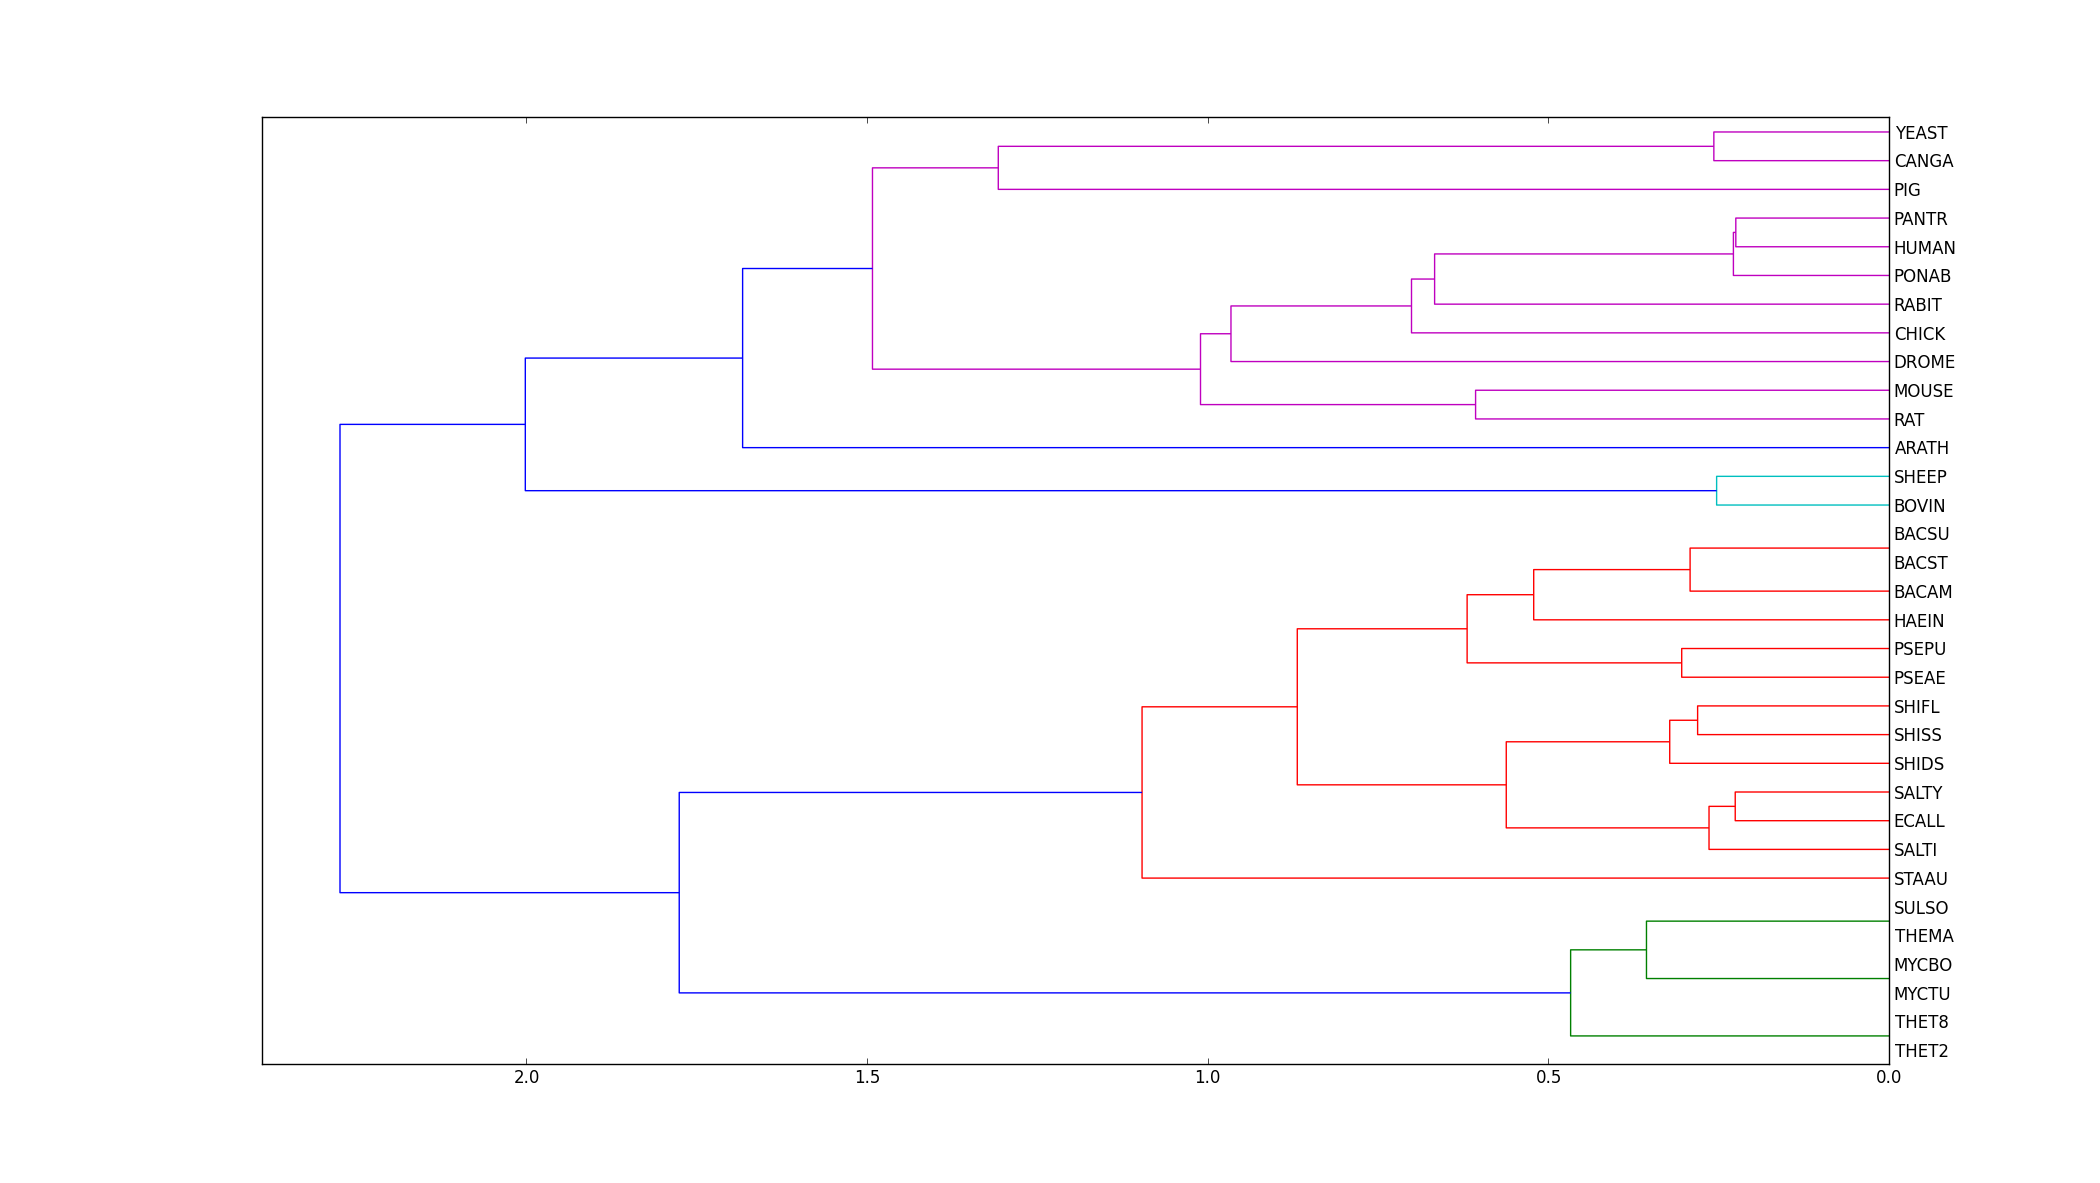 YEAST
CANGA
PIG
PANTR
HUMAN
PONAB
RABIT
CHICK
DROME
MOUSE
RAT
ARATH
SHEEP
BOVIN
BACSU
BACST
BACAM
HAEIN
PSEPU
PSEAE
SHIFL
SHISS
SHIDS
SALTY
ECALL
SALTI
STAAU
SULSO
THEMA
MYCBO
MYCTU
THET8
THET2
2.0 1.5 1.0 0.5 0.0